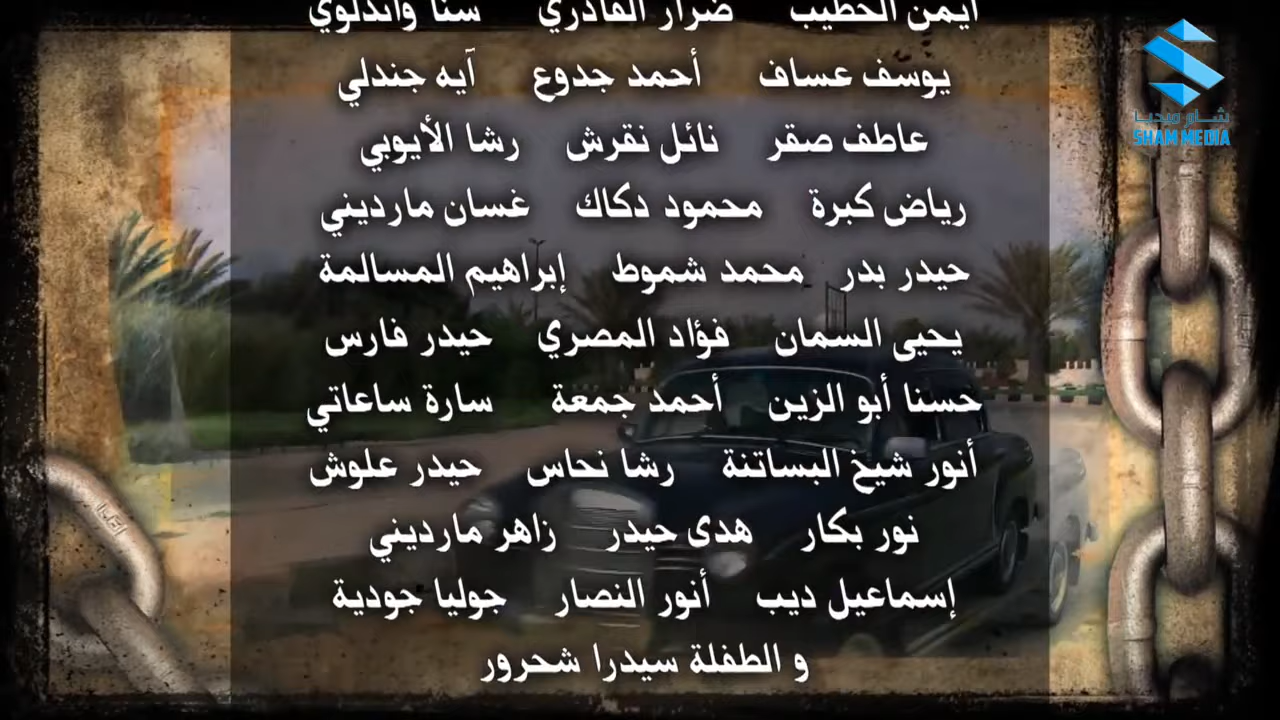 أيمن الخطيب ضرار القادري سنا واندلوي
يوسف عساف أحمد جدوع آيه جندلي
عاطف صقر نائل نقرش رشا الأيوبي
رياض كبرة محمود دكاك غسان مارديني
حيدر بدر محمد شموط إبراهيم المسالمة
يحيى السمان فؤاد المصري حيدر فارس
حسنا أبو الزين أحمد جمعة سارة ساعاتي
أنور شيخ البساتنة رشا نحاس حيدر علوش
نور بكار هدى حيدر زاهر مارديني
إسماعيل ديب أنور النصار جوليا جودية
و الطفلة سيدرا شحرور
شام ميديا
SHAM MEDIA